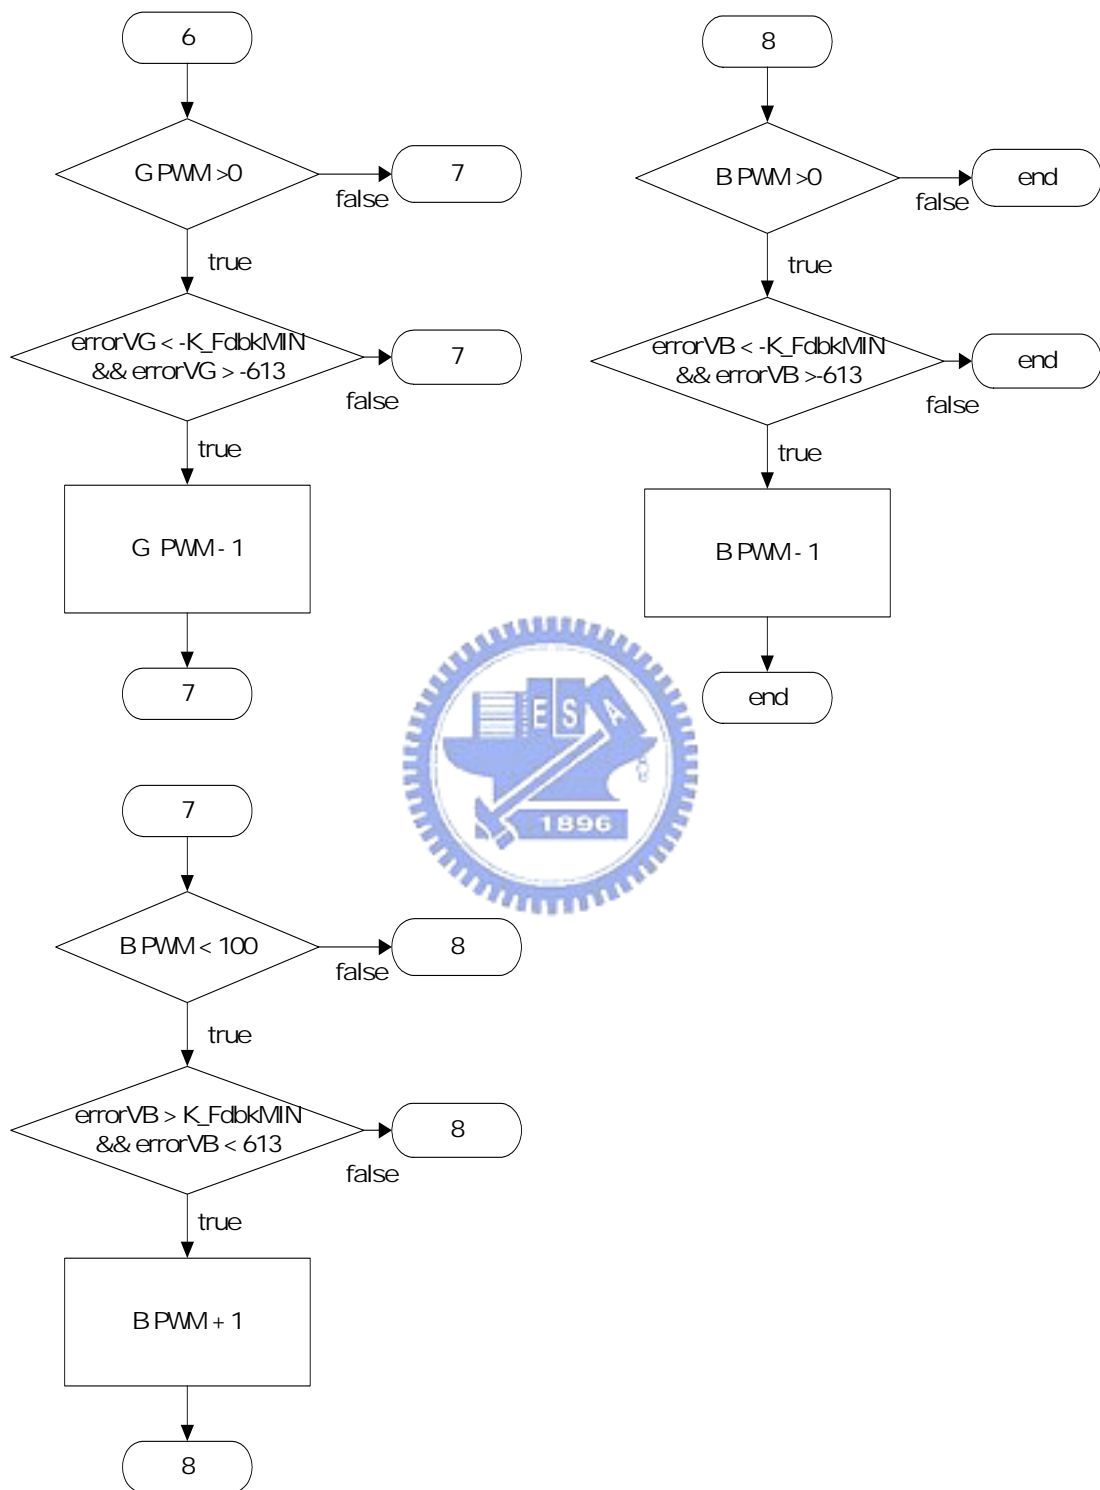 6
G PWM >0
false
7
true
errorVG < -K_FdbkMIN
&& errorVG > -613
false
7
true
G PWM - 1
7
8
B PWM >0
false
end
true
errorVB < -K_FdbkMIN
&& errorVB >-613
false
end
true
B PWM - 1
end
E S A
1896
7
B PWM < 100
false
8
true
errorVB > K_FdbkMIN
&& errorVB < 613
false
8
true
B PWM + 1
8